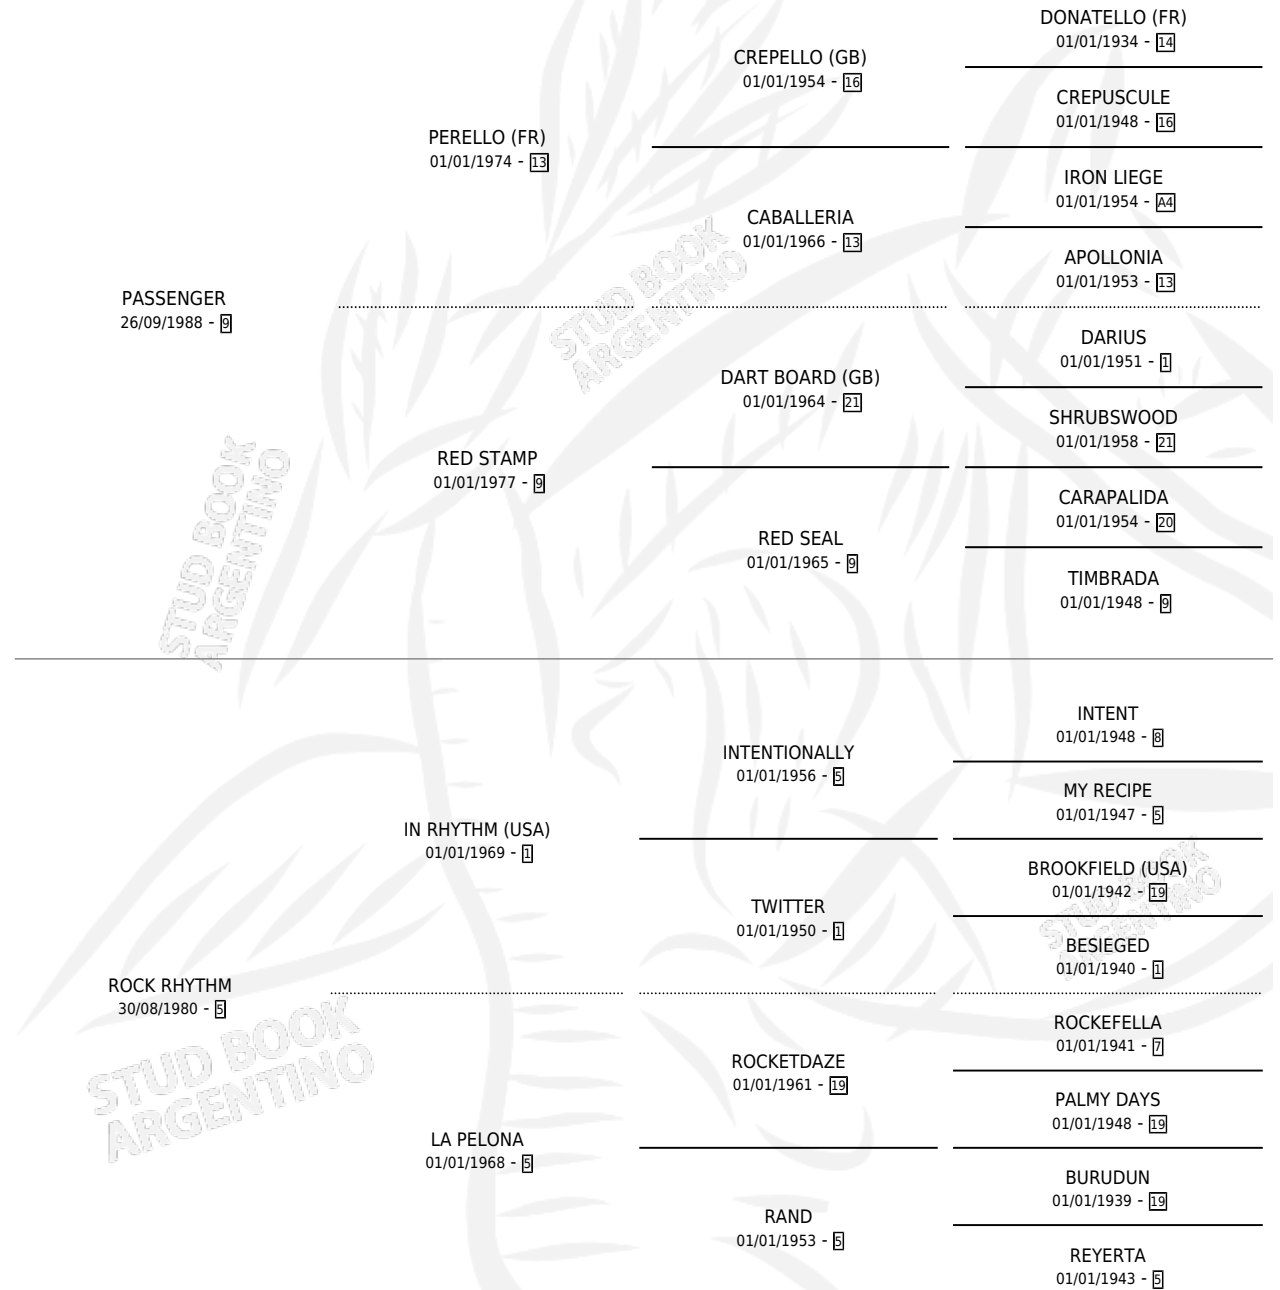 DONATELLO (FR)
01/01/1934 - 14
CREPELLO (GB)
01/01/1954 - 16
CREPUSCULE
01/01/1948 - 16
PERELLO (FR)
01/01/1974 - 13
IRON LIEGE
01/01/1954 - A4
CABALLERIA
01/01/1966 - 13
APOLLONIA
01/01/1953 - 13
PASSENGER
26/09/1988 - 9
DARIUS
01/01/1951 - 1
DART BOARD (GB)
01/01/1964 - 21
SHRUBSWOOD
01/01/1958 - 21
RED STAMP
01/01/1977 - 9
CARAPALIDA
01/01/1954 - 20
RED SEAL
01/01/1965 - 9
TIMBRADA
01/01/1948 - 9
STUD BOOK
ARGENTINO
STUD BOOK
ARGENTINO
INTENT
01/01/1948 - 8
INTENTIONALLY
01/01/1956 - 5
MY RECIPE
01/01/1947 - 5
IN RHYTHM (USA)
01/01/1969 - 1
BROOKFIELD (USA)
01/01/1942 - 19
TWITTER
01/01/1950 - 1
BESIEGED
01/01/1940 - 1
STUD BOOK
ARGENTINO
ROCK RHYTHM
30/08/1980 - 5
ROCKEFELLA
01/01/1941 - 7
ROCKETDAZE
01/01/1961 - 19
PALMY DAYS
01/01/1948 - 19
STUD BOOK
ARGENTINO
LA PELONA
01/01/1968 - 5
BURUDUN
01/01/1939 - 19
RAND
01/01/1953 - 5
REYERTA
01/01/1943 - 5